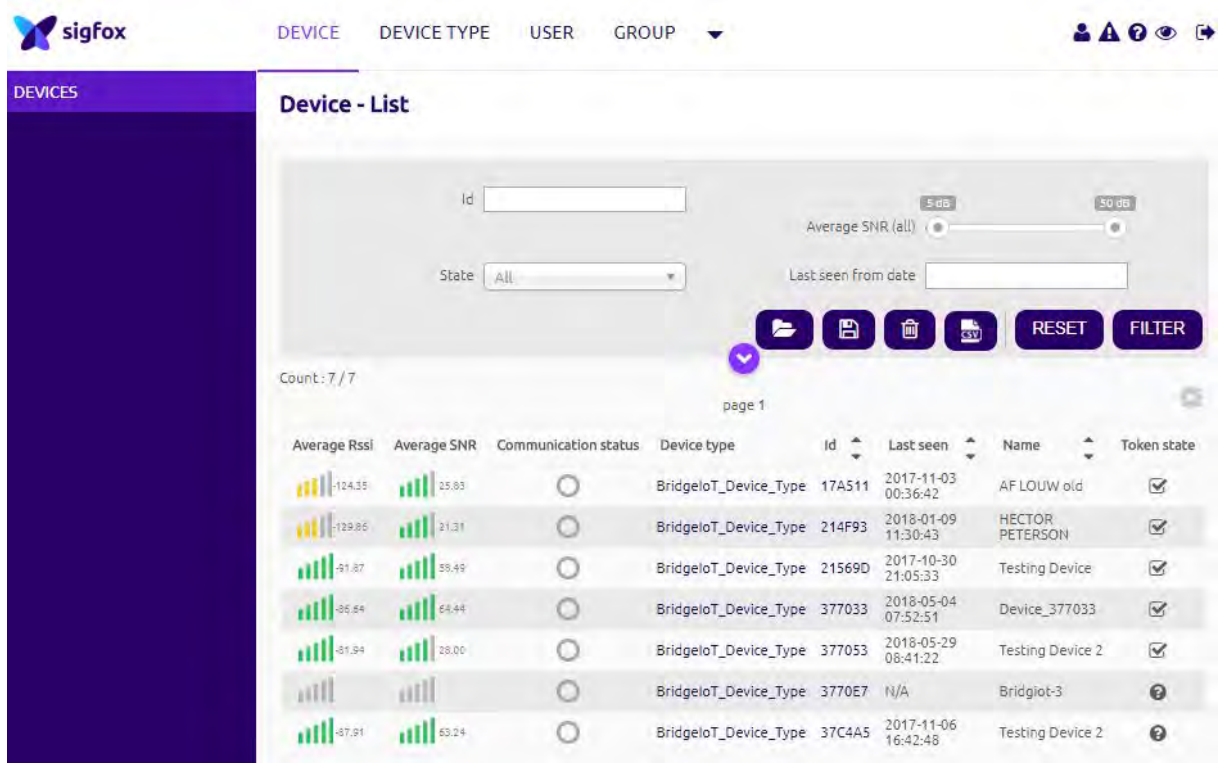 sigfox
DEVICE DEVICE TYPE USER GROUP
DEVICES
Device - List
Id
5 dB 50 dB
Average SNR (all)
State All Last seen from date
CSV RESET FILTER
Count : 7 / 7
page 1
Average Rssi Average SNR Communication status Device type Id Last seen Name Token state
-124.35 25.83 BridgeIoT_Device_Type 17A511 2017-11-03 AF LOUW old
00:36:42
-129.85 21.31 BridgeIoT_Device_Type 214F93 2018-01-09 HECTOR
11:30:43 PETERSON
-91.87 BridgeIoT_Device_Type 21569D 2017-10-30 Testing Device
21:05:33
64.44 BridgeIoT_Device_Type 377033 2018-05-04 Device_377033
07:52:51
-81.94 28.00 BridgeIoT_Device_Type 377053 2018-05-29 Testing Device 2
08:41:22
BridgeIoT_Device_Type 3770E7 N/A Bridgiot-3
-87.91 63.24 BridgeIoT_Device_Type 37C4A5 2017-11-06 Testing Device 2
16:42:48